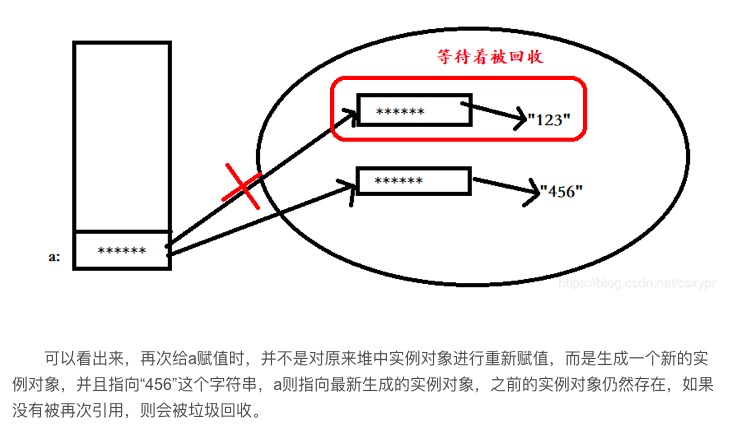 等待着被回收
******
"123"
******
"456"
a:
******
https://blog.csdn.net/csxypr
可以看出来，再次给a赋值时，并不是对原来堆中实例对象进行重新赋值，而是生成一个新的实
例对象，并且指向“456”这个字符串，a则指向最新生成的实例对象，之前的实例对象仍然存在，如果
没有被再次引用，则会被垃圾回收。